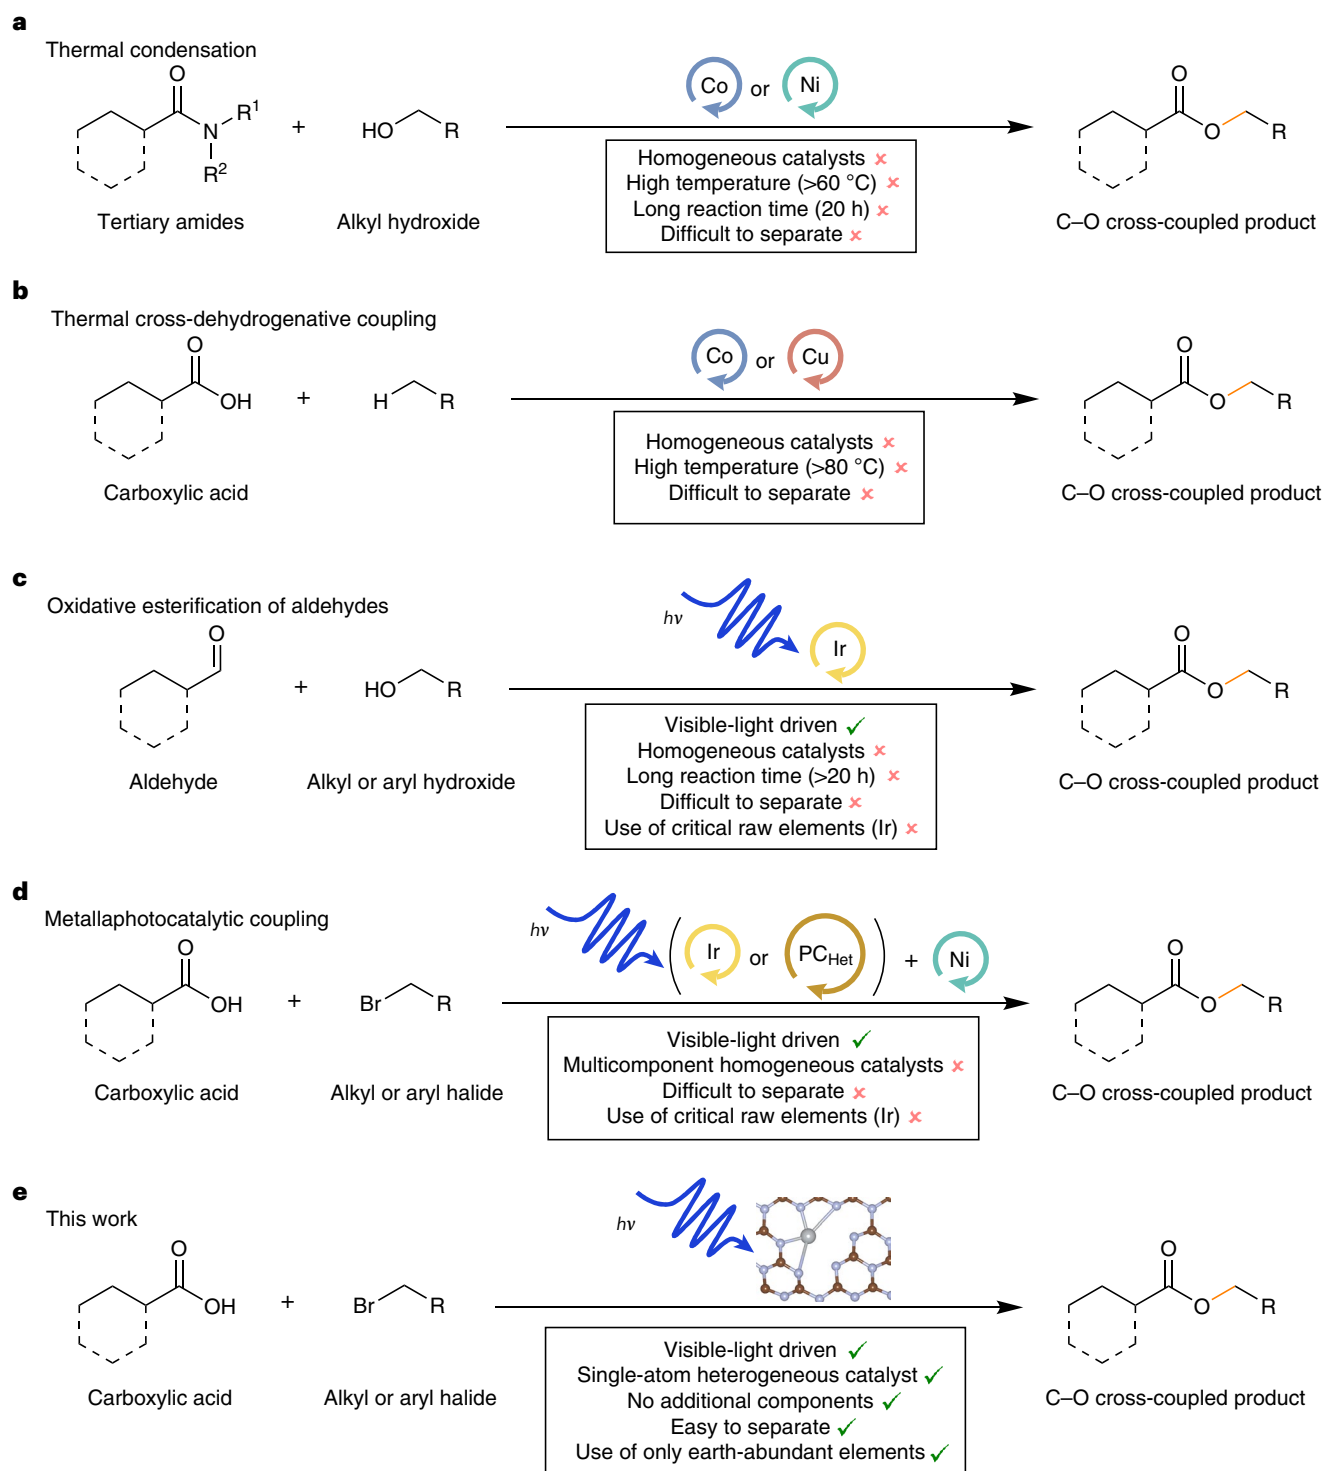 a
Thermal condensation
O
N
R1
R2
+
HO
R
Co or Ni
O
O
R
Homogeneous catalysts ✘
High temperature (>60 °C) ✘
Long reaction time (20 h) ✘
Difficult to separate ✘
Tertiary amides
Alkyl hydroxide
C–O cross-coupled product
b
Thermal cross-dehydrogenative coupling
O
OH
+
H
R
Co or Cu
O
O
R
Homogeneous catalysts ✘
High temperature (>80 °C) ✘
Difficult to separate ✘
Carboxylic acid
C–O cross-coupled product
c
Oxidative esterification of aldehydes
O
+
HO
R
hν
Ir
O
O
R
Visible-light driven ✓
Homogeneous catalysts ✘
Long reaction time (>20 h) ✘
Difficult to separate ✘
Use of critical raw elements (Ir) ✘
Aldehyde
Alkyl or aryl hydroxide
C–O cross-coupled product
d
Metallaphotocatalytic coupling
O
OH
+
Br
R
hν
( Ir or PCHet ) + Ni
O
O
R
Visible-light driven ✓
Multicomponent homogeneous catalysts ✘
Difficult to separate ✘
Use of critical raw elements (Ir) ✘
Carboxylic acid
Alkyl or aryl halide
C–O cross-coupled product
e
This work
O
OH
+
Br
R
hν
O
O
R
Visible-light driven ✓
Single-atom heterogeneous catalyst ✓
No additional components ✓
Easy to separate ✓
Use of only earth-abundant elements ✓
Carboxylic acid
Alkyl or aryl halide
C–O cross-coupled product